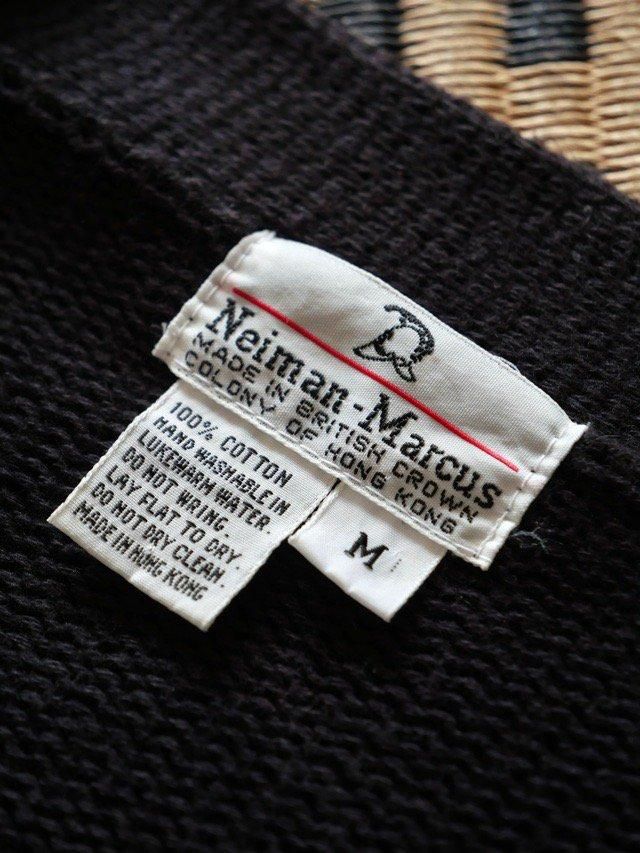 Neiman-Marcus
MADE IN BRITISH CROWN
COLONY OF HONG KONG
100% COTTON
HAND WASHABLE IN
LUKEWARM WATER.
DO NOT WRING.
LAY FLAT TO DRY.
DO NOT DRY CLEAN.
MADE IN HONG KONG
M